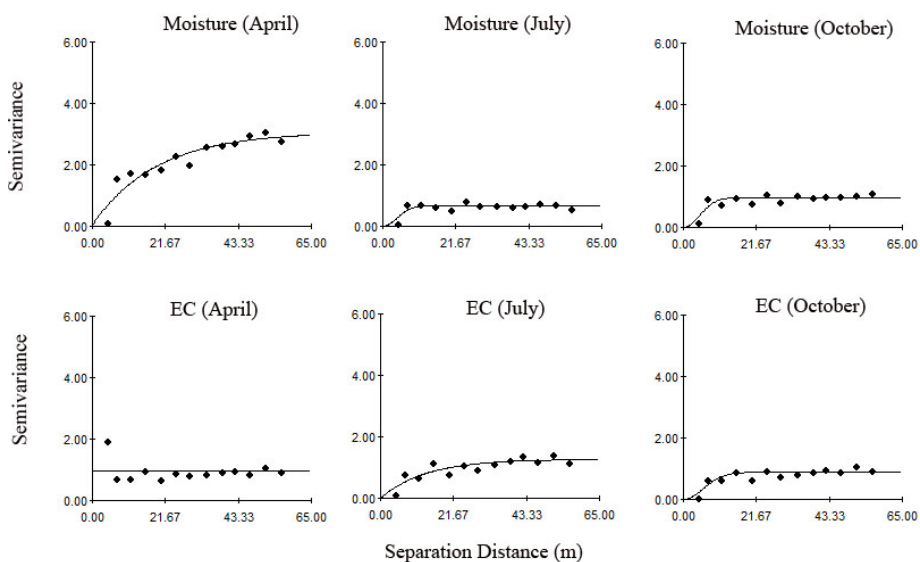 Moisture (April)
Moisture (July)
Moisture (October)
Semivariance
6.00
4.00
2.00
0.00
0.00 21.67 43.33 65.00
6.00
4.00
2.00
0.00
0.00 21.67 43.33 65.00
6.00
4.00
2.00
0.00
0.00 21.67 43.33 65.00
EC (April)
EC (July)
EC (October)
Semivariance
6.00
4.00
2.00
0.00
0.00 21.67 43.33 65.00
6.00
4.00
2.00
0.00
0.00 21.67 43.33 65.00
6.00
4.00
2.00
0.00
0.00 21.67 43.33 65.00
Separation Distance (m)